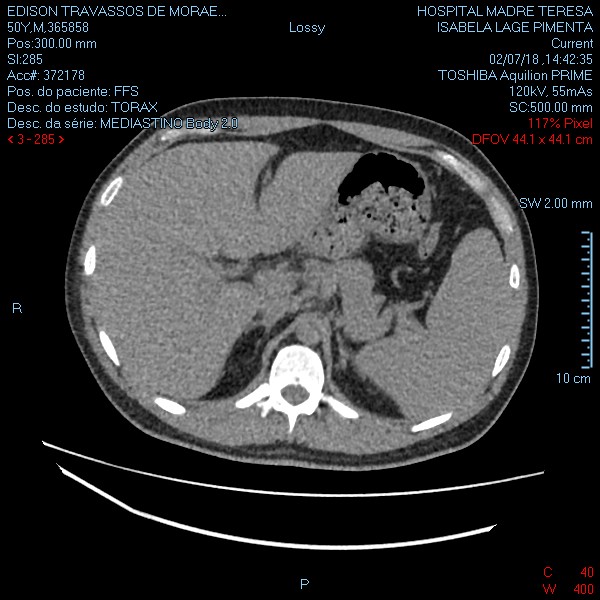 EDISON TRAVASSOS DE MORAE...
50Y,M,365858
Pos:300.00 mm
SI:285
Acc#: 372178
Pos. do paciente: FFS
Desc. do estudo: TORAX
Desc. da série: MEDIASTINO Body 2.0
< 3 - 285 >
Lossy
HOSPITAL MADRE TERESA
ISABELA LAGE PIMENTA
Current
02/07/18 ,14:42:35
TOSHIBA Aquilion PRIME
120kV, 55mAs
SC:500.00 mm
117% Pixel
DFOV 44.1 x 44.1 cm
SW 2.00 mm
R
10 cm
P
C 40
W 400